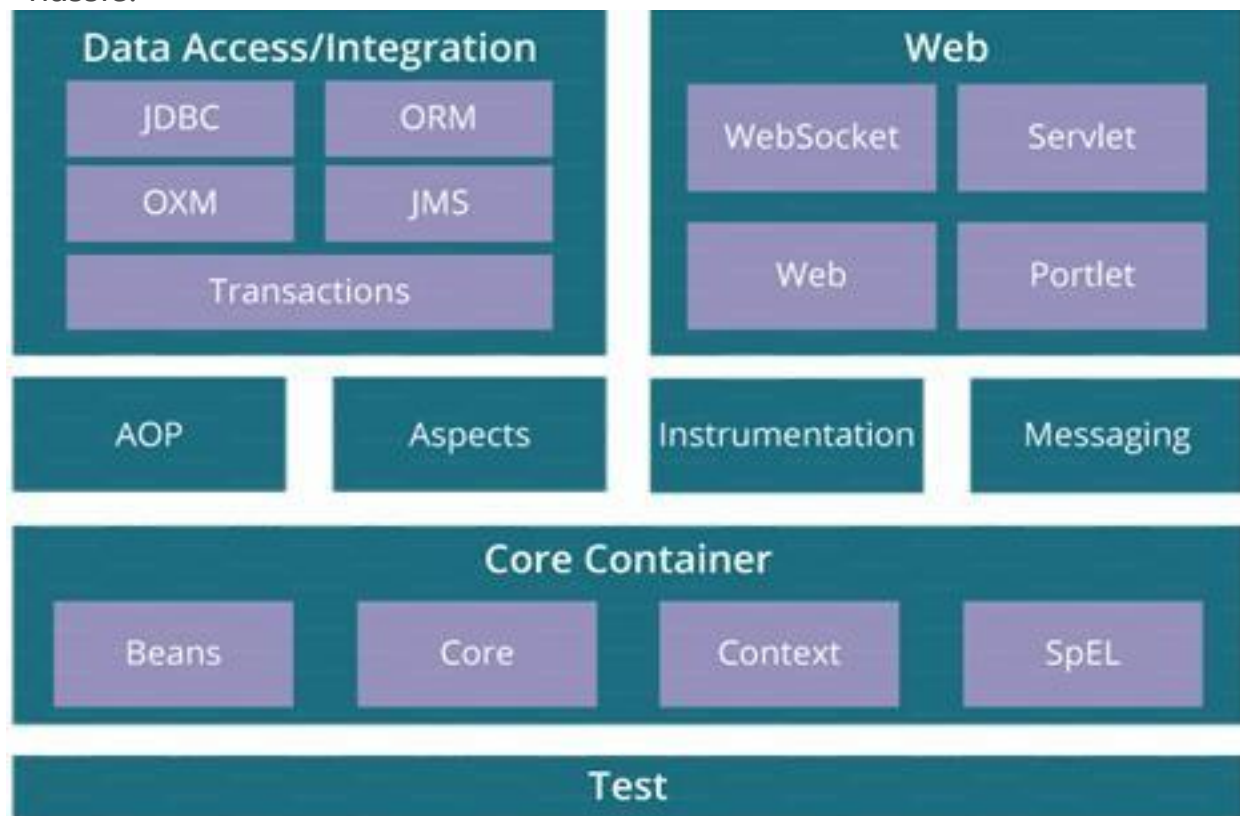 Data Access/Integration
JDBC ORM
OXM JMS
Transactions
Web
WebSocket Servlet
Web Portlet
AOP Aspects Instrumentation Messaging
Core Container
Beans Core Context SpEL
Test